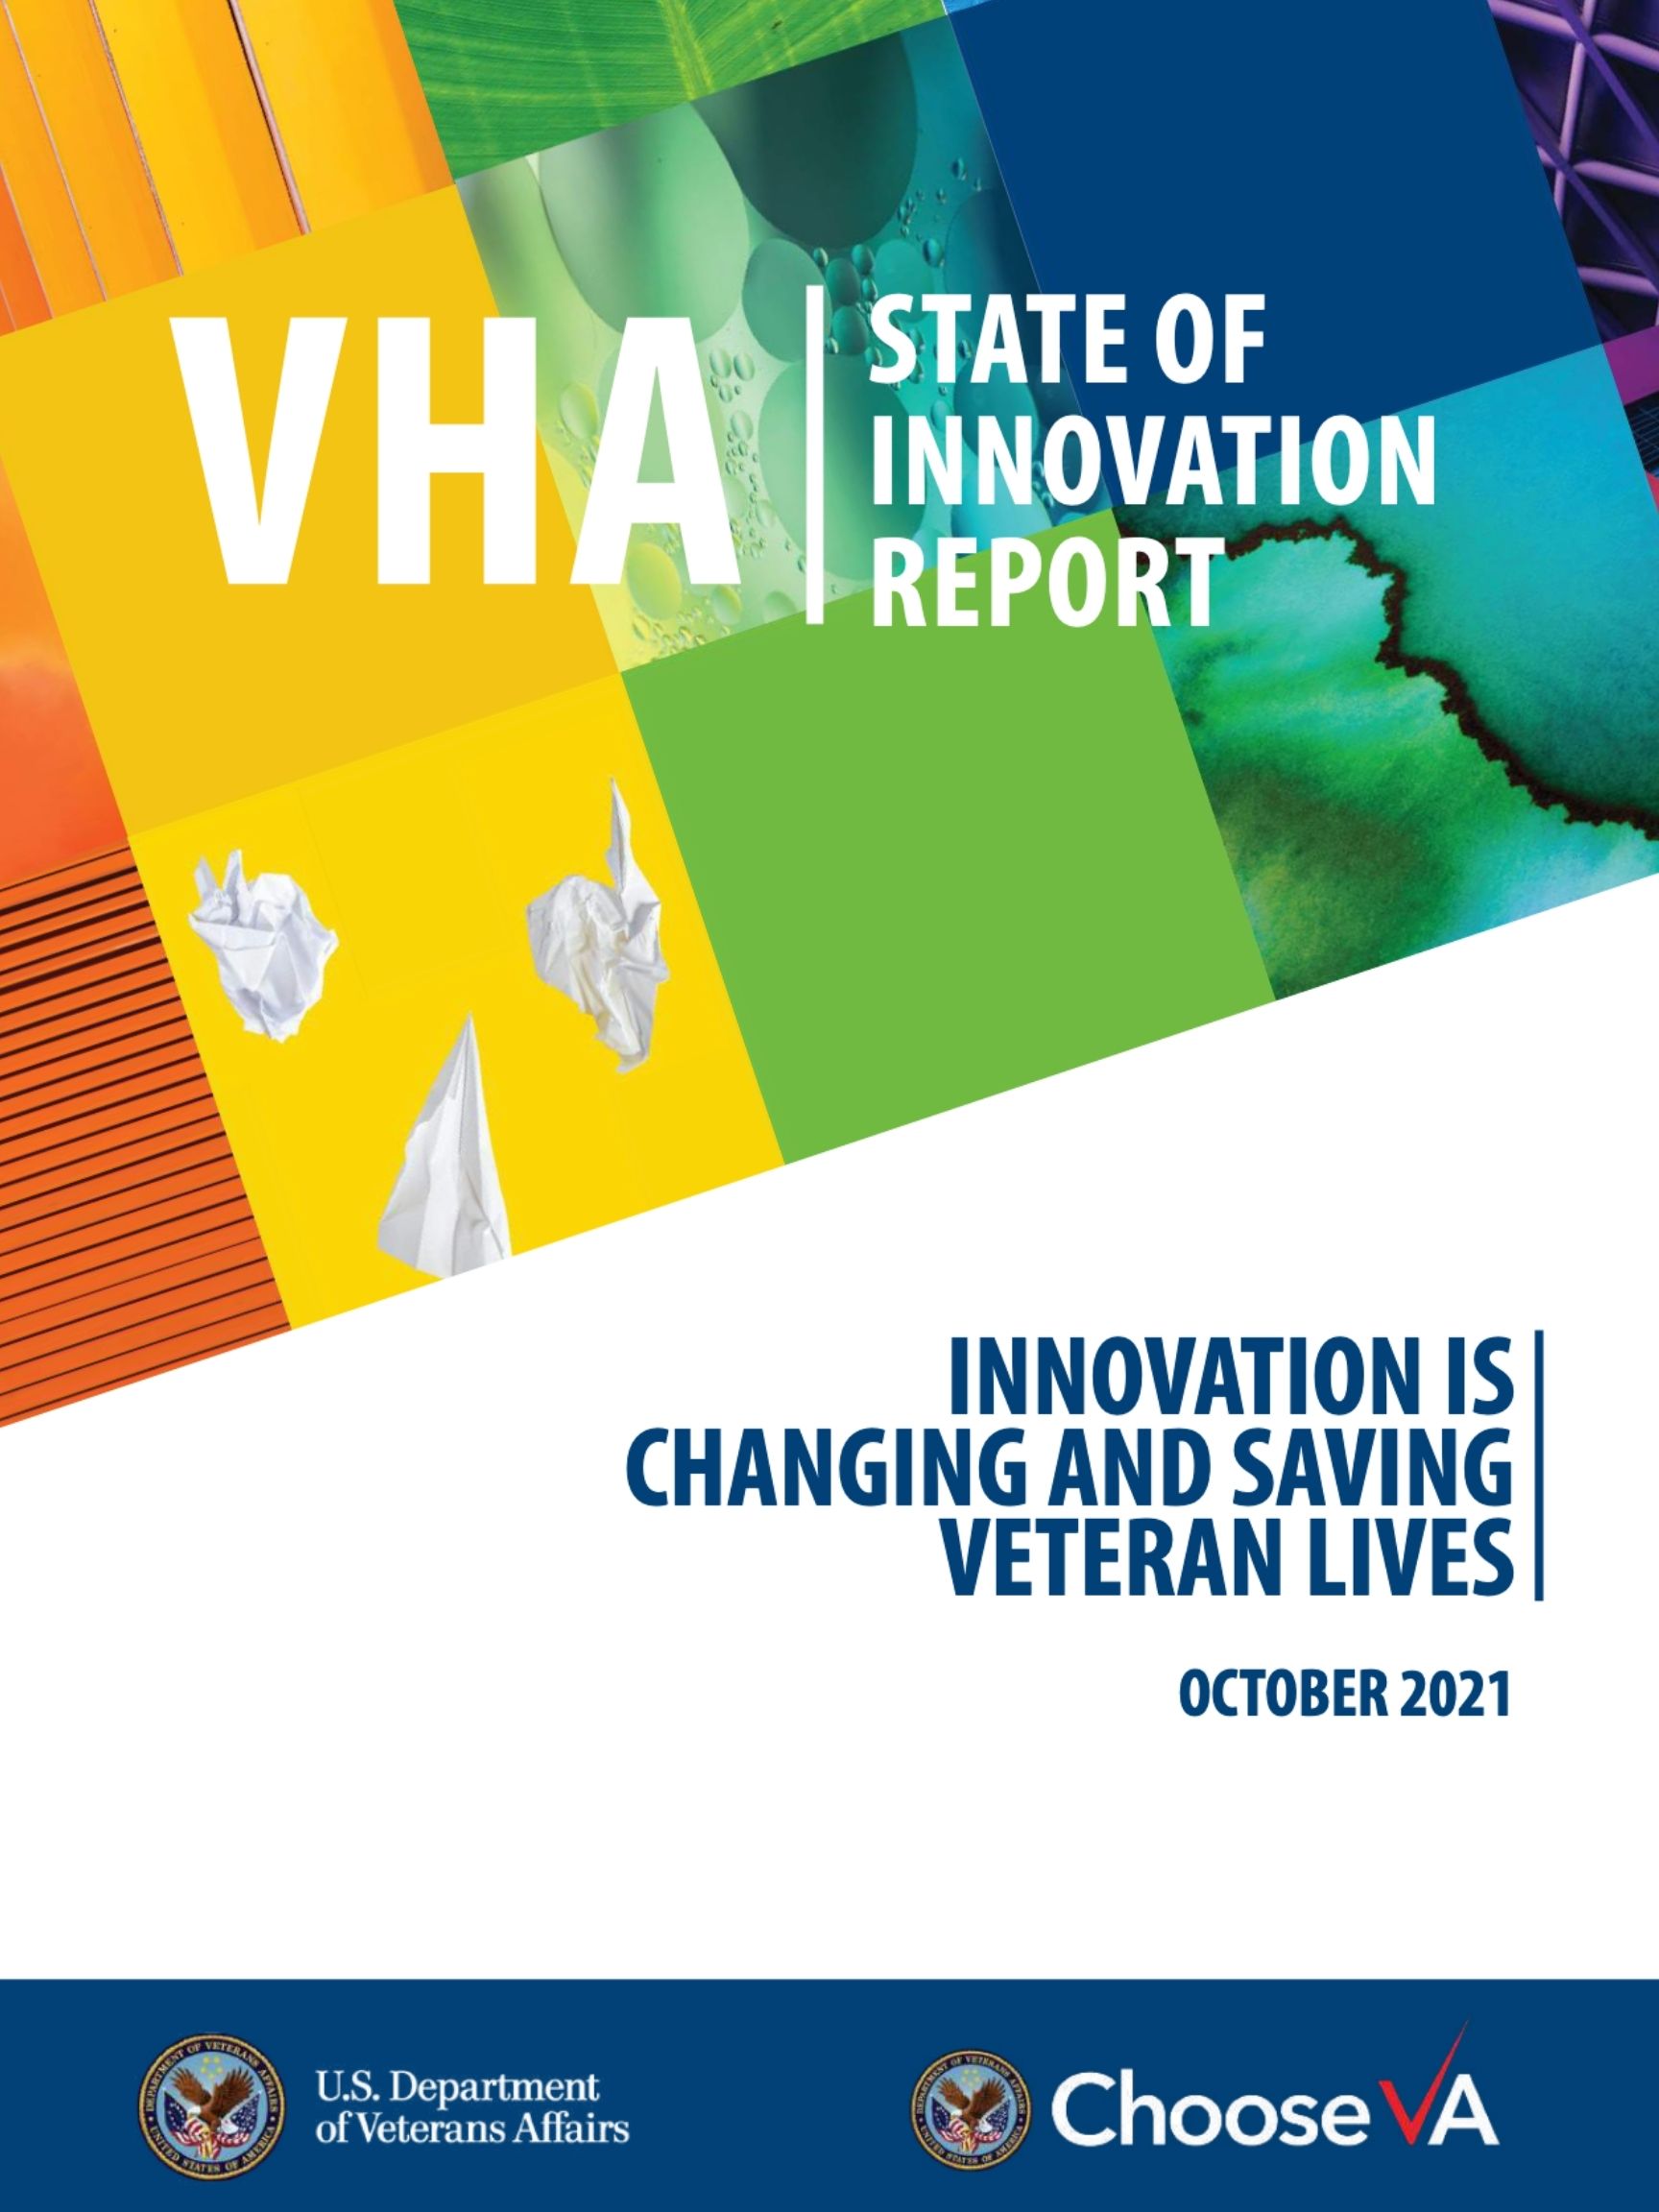 VHA
STATE OF
INNOVATION
REPORT
INNOVATION IS
CHANGING AND SAVING
VETERAN LIVES
OCTOBER 2021
DEPARTMENT OF VETERANS AFFAIRS
UNITED STATES OF AMERICA
U.S. Department
of Veterans Affairs
DEPARTMENT OF VETERANS AFFAIRS
UNITED STATES OF AMERICA
Choose VA